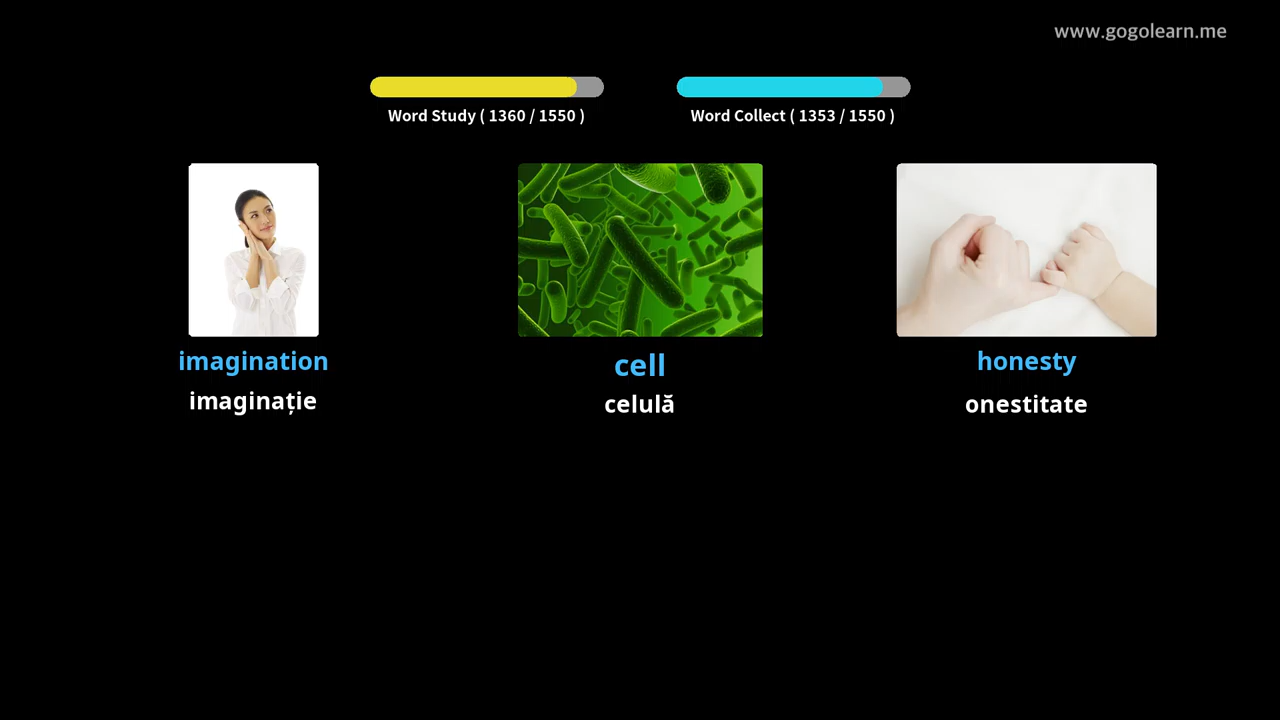 www.gogolearn.me
Word Study ( 1360 / 1550 )
Word Collect ( 1353 / 1550 )
imagination
imaginație
cell
celulă
honesty
onestitate